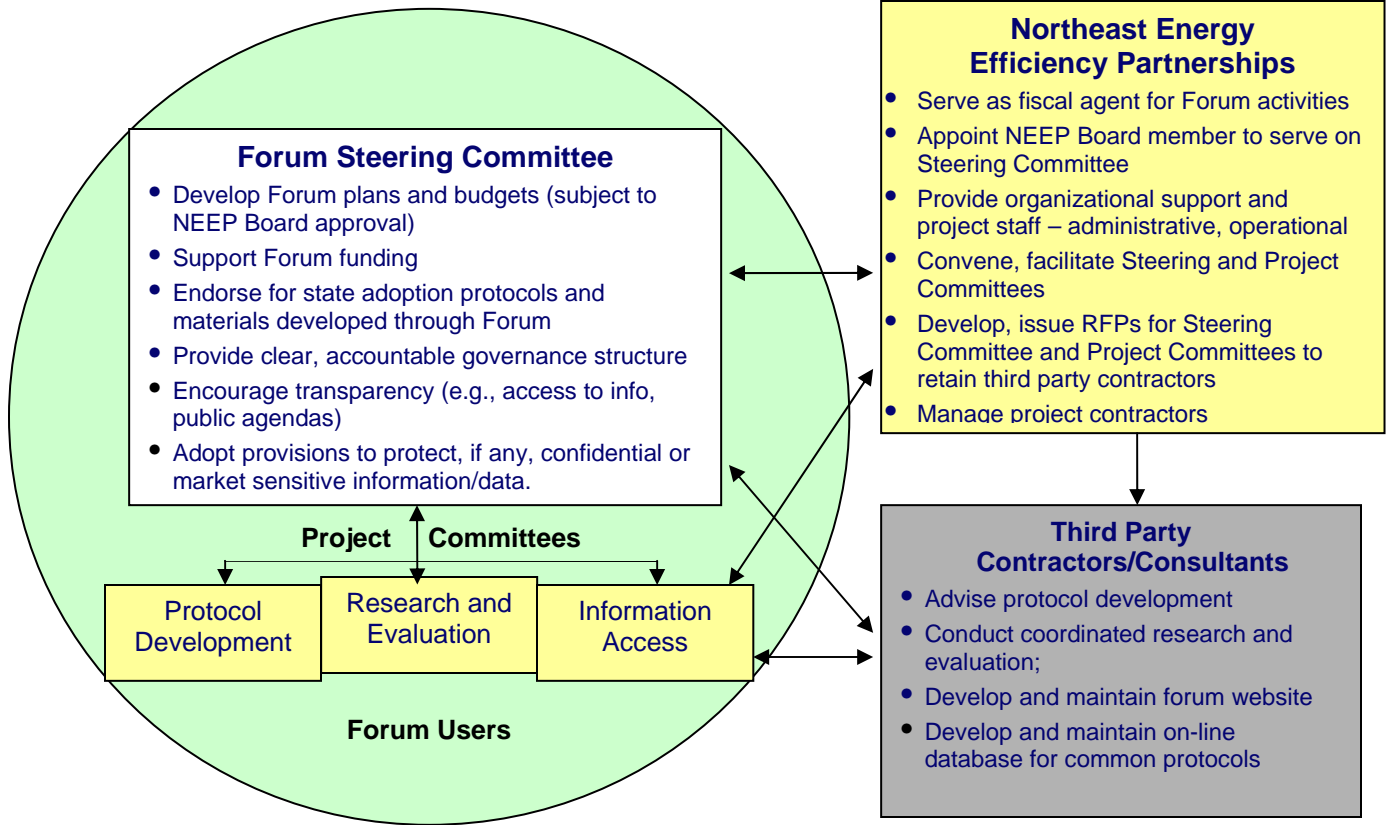 Forum Steering Committee
• Develop Forum plans and budgets (subject to
NEEP Board approval)
• Support Forum funding
• Endorse for state adoption protocols and
materials developed through Forum
• Provide clear, accountable governance structure
• Encourage transparency (e.g., access to info,
public agendas)
• Adopt provisions to protect, if any, confidential or
market sensitive information/data.
Project Committees
Protocol
Development
Research and
Evaluation
Information
Access
Forum Users
Northeast Energy
Efficiency Partnerships
• Serve as fiscal agent for Forum activities
• Appoint NEEP Board member to serve on
Steering Committee
• Provide organizational support and
project staff – administrative, operational
• Convene, facilitate Steering and Project
Committees
• Develop, issue RFPs for Steering
Committee and Project Committees to
retain third party contractors
• Manage project contractors
Third Party
Contractors/Consultants
• Advise protocol development
• Conduct coordinated research and
evaluation;
• Develop and maintain forum website
• Develop and maintain on-line
database for common protocols